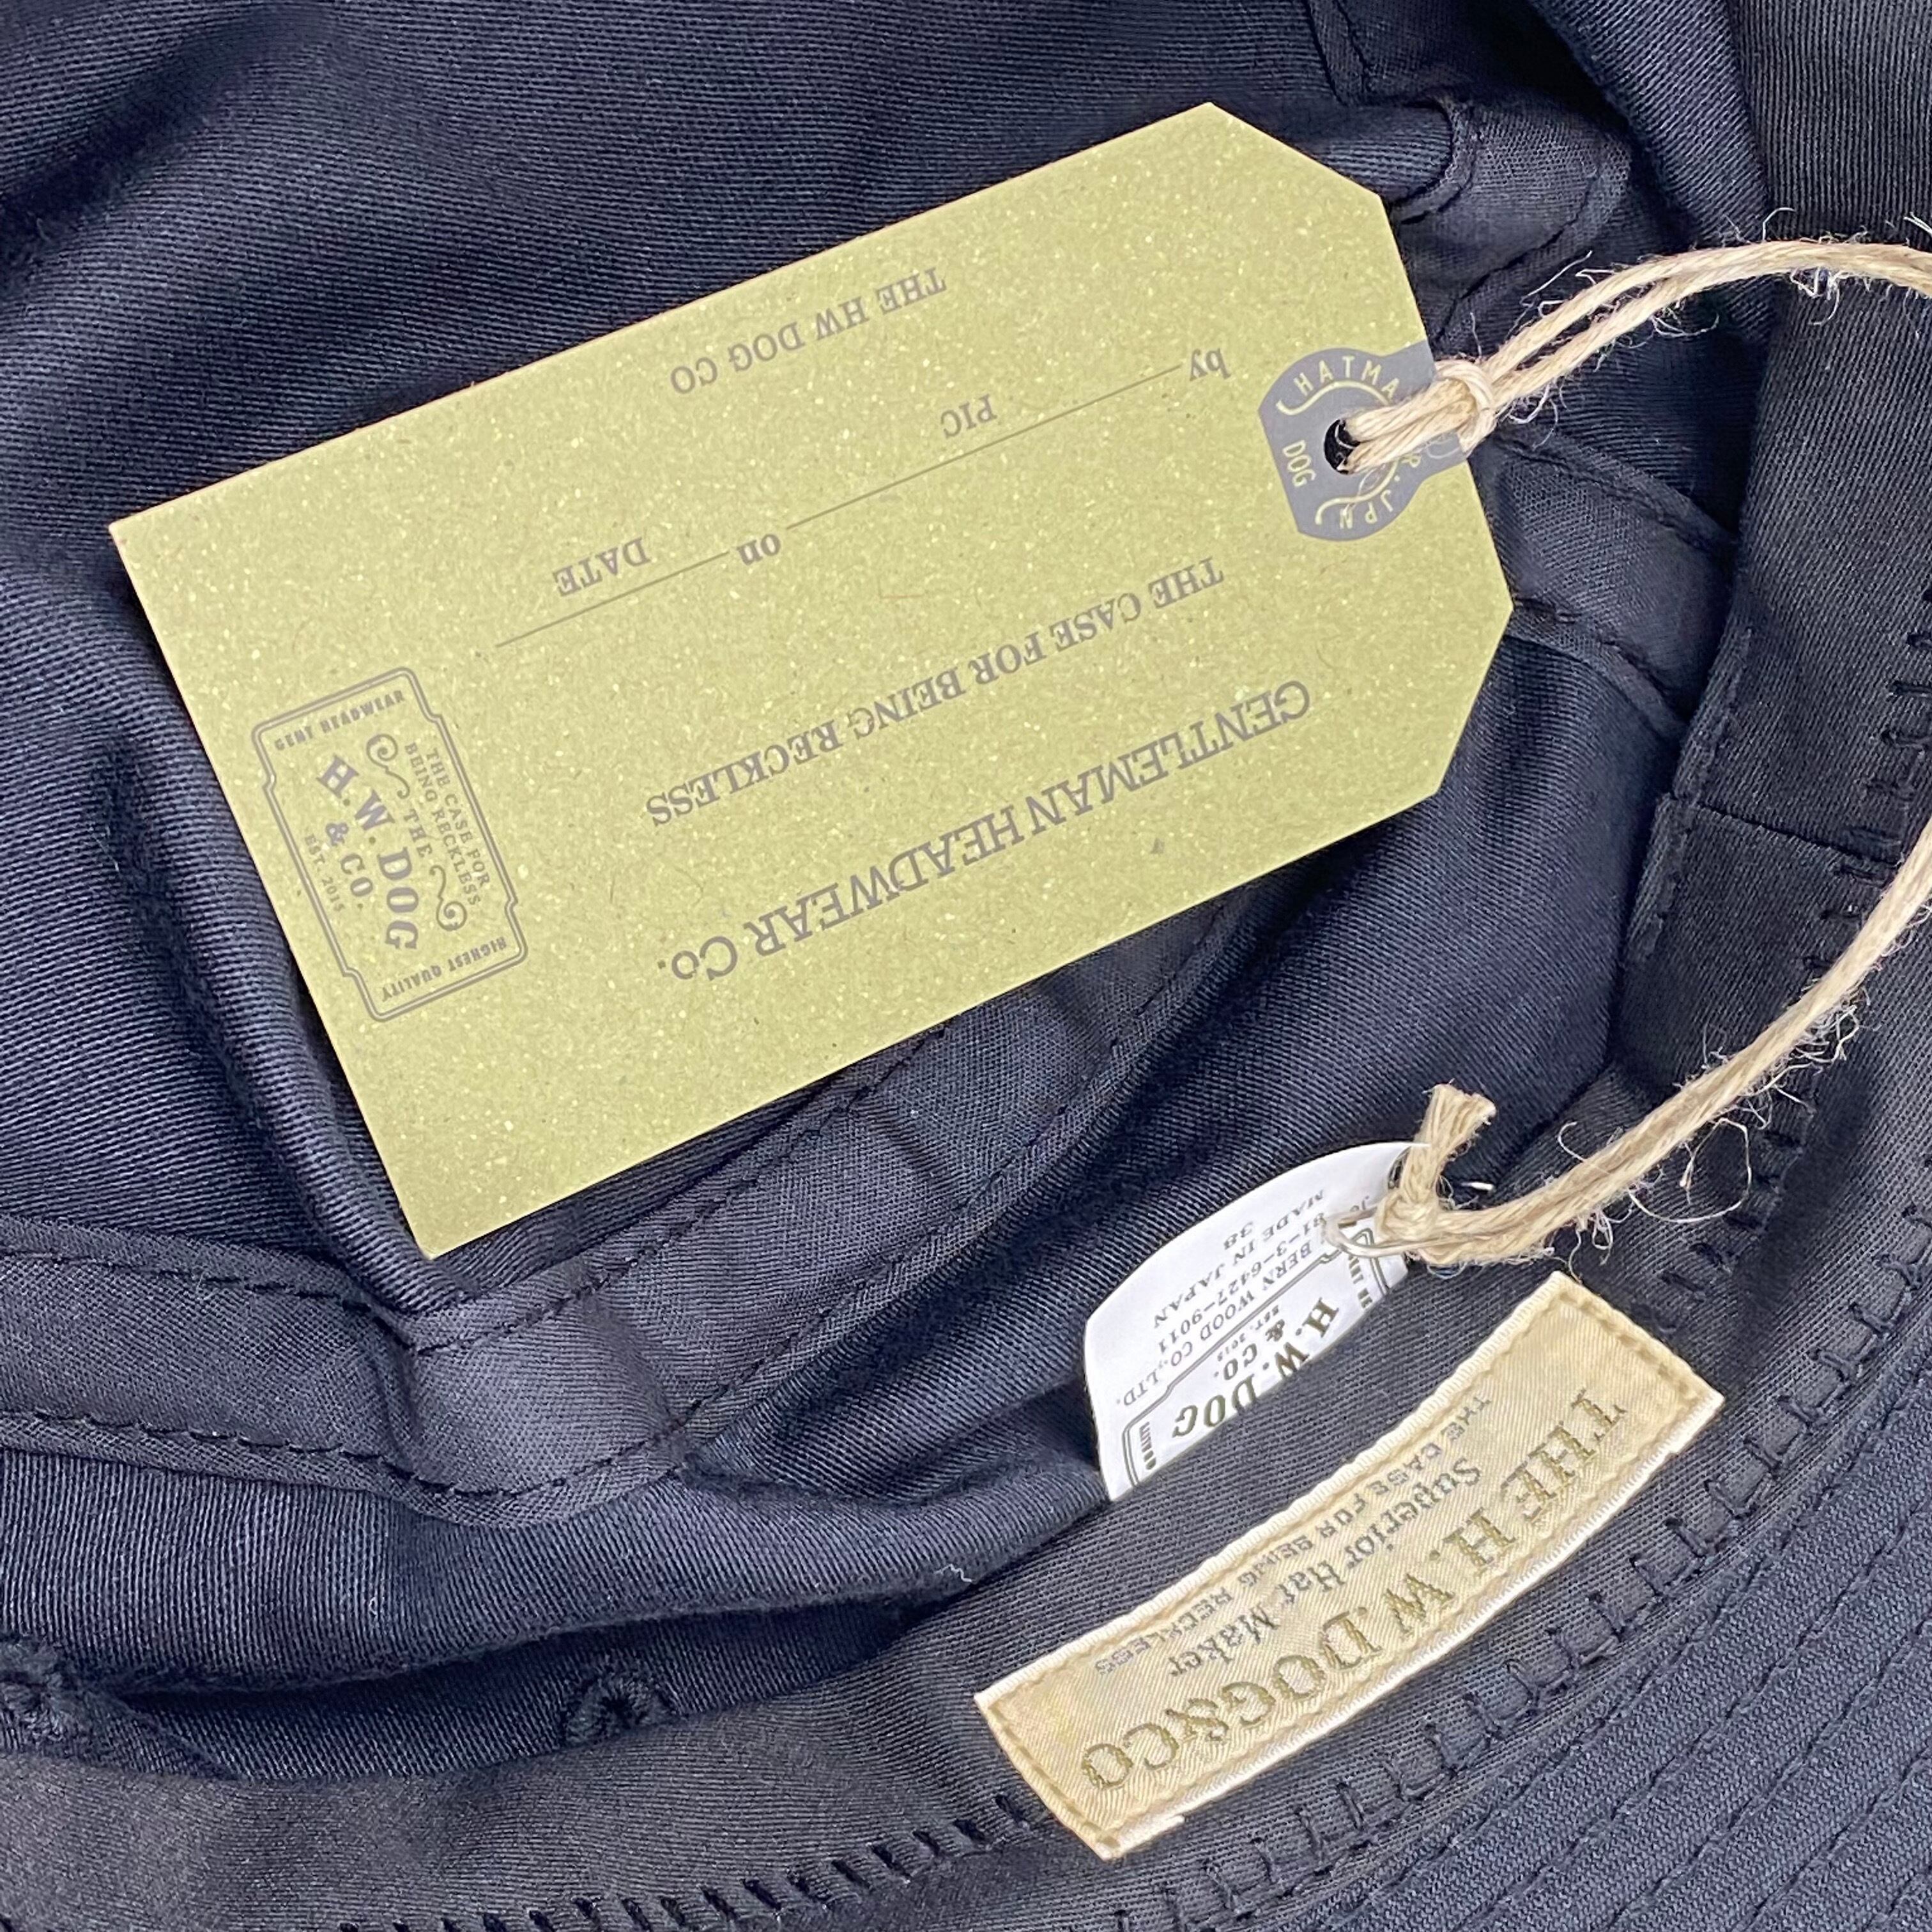 GENTLEMAN HEADWEAR Co.
THE CASE FOR BEING RECKLESS
on
DATE
by
PIC
THE HW DOG CO
HATMA
R.JPN
DOG
GENT HEADWEAR
THE CASE FOR
BEING RECKLESS.
THE
H.W.DOG
& CO.
EST. 2015
HIGHEST QUALITY
H.W.DOG
& CO.
EST. 2015
BERN WOOD CO.,LTD.
81-3-6427-9011
MADE IN JAPAN
38
THE H.W.DOG&CO
Superior Hat Maker
THE CASE FOR BEING RECKLESS